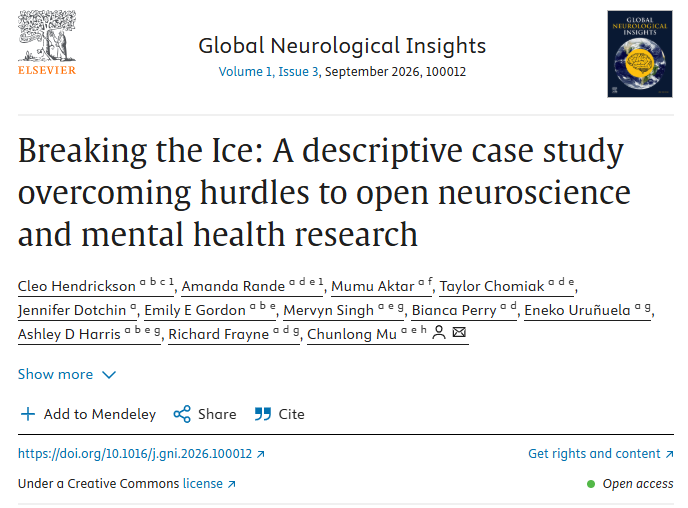 ELSEVIER
Global Neurological Insights
Volume 1, Issue 3, September 2026, 100012
GLOBAL
NEUROLOGICAL
INSIGHTS
Breaking the Ice: A descriptive case study
overcoming hurdles to open neuroscience
and mental health research
Cleo Hendrickson a b c 1, Amanda Rande a d e 1, Mumu Aktar a f, Taylor Chomiak a d e,
Jennifer Dotchin a, Emily E Gordon a b e, Mervyn Singh a e g, Bianca Perry a d, Eneko Uruñuela a g,
Ashley D Harris a b e g, Richard Frayne a d g, Chunlong Mu a e h
Show more
Add to Mendeley Share Cite
https://doi.org/10.1016/j.gni.2026.100012 Get rights and content
Under a Creative Commons license Open access